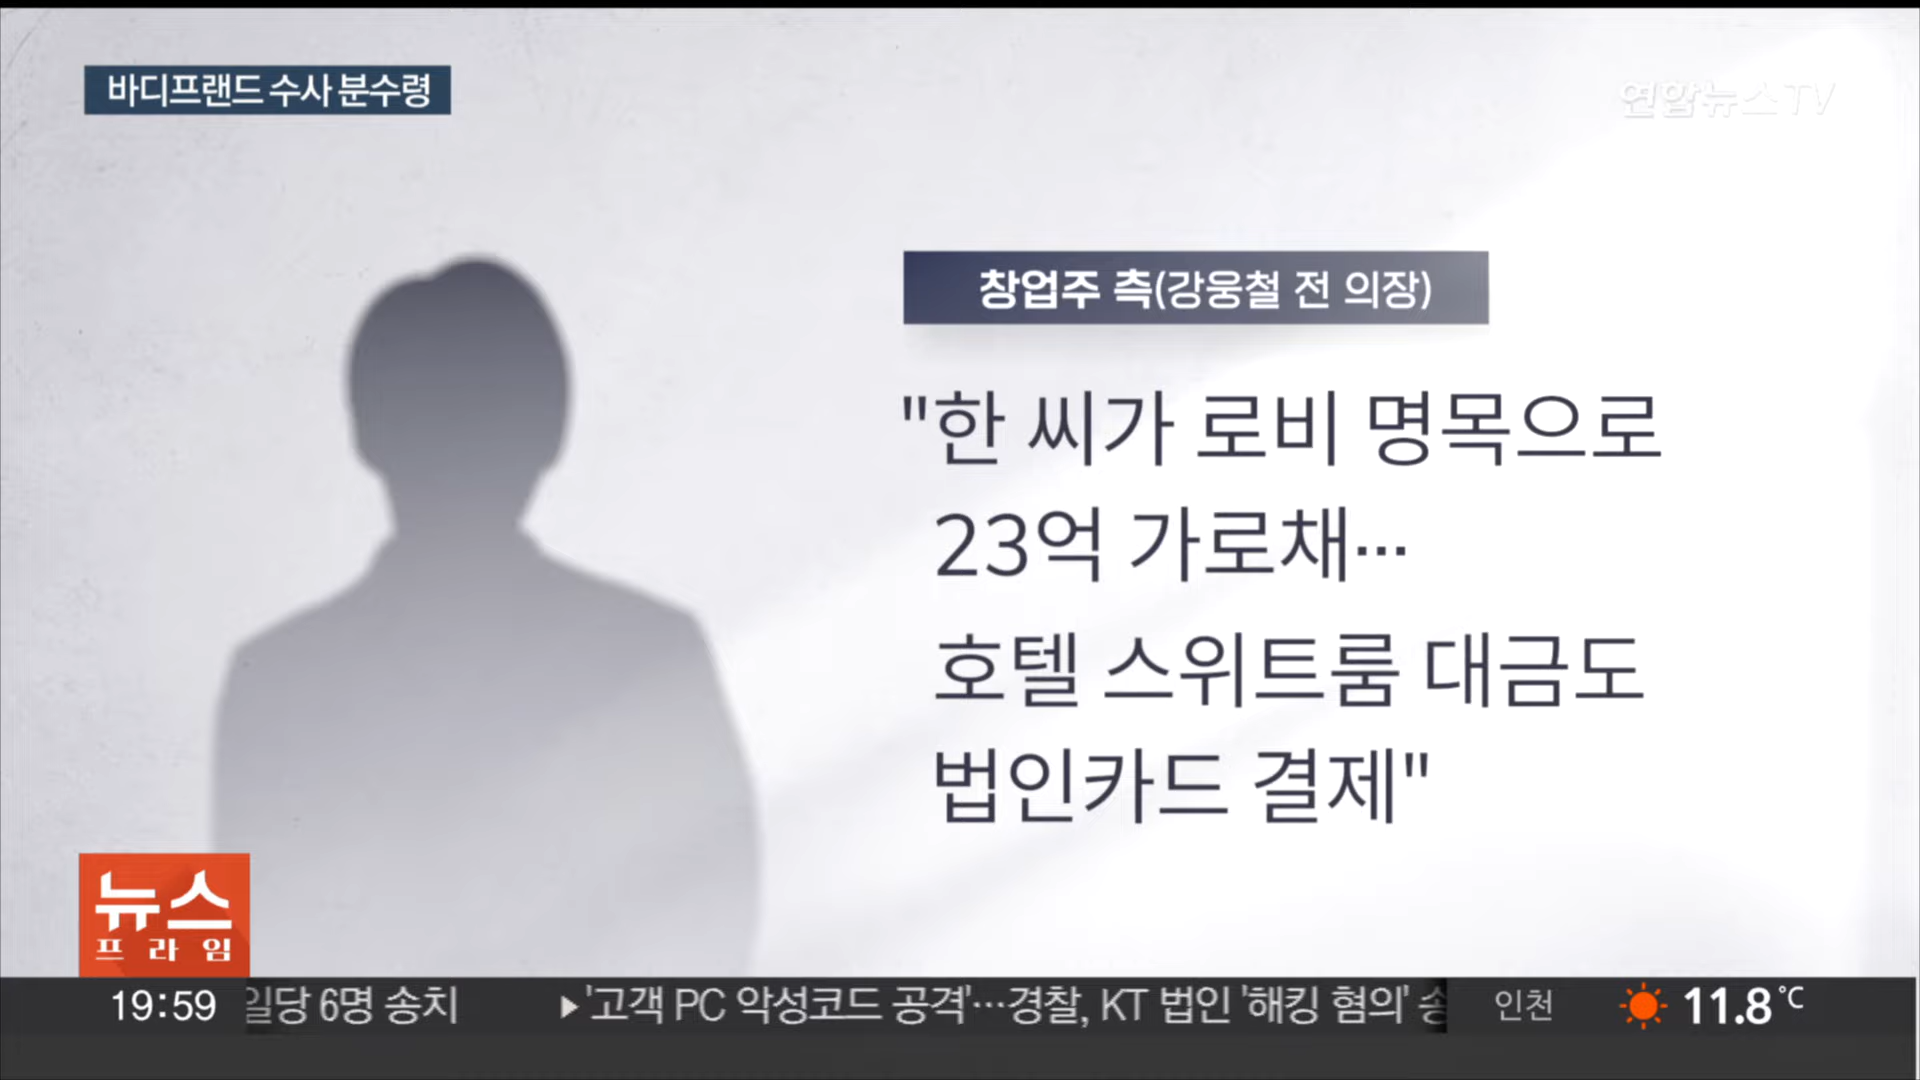 바디프랜드 수사 분수령
연합뉴스TV
창업주 측(강웅철 전 의장)
"한 씨가 로비 명목으로
23억 가로채…
호텔 스위트룸 대금도
법인카드 결제"
뉴스
프라임
19:59 일당 6명 송치 ▶'고객 PC 악성코드 공격'…경찰, KT 법인 '해킹 혐의' 인천 11.8℃